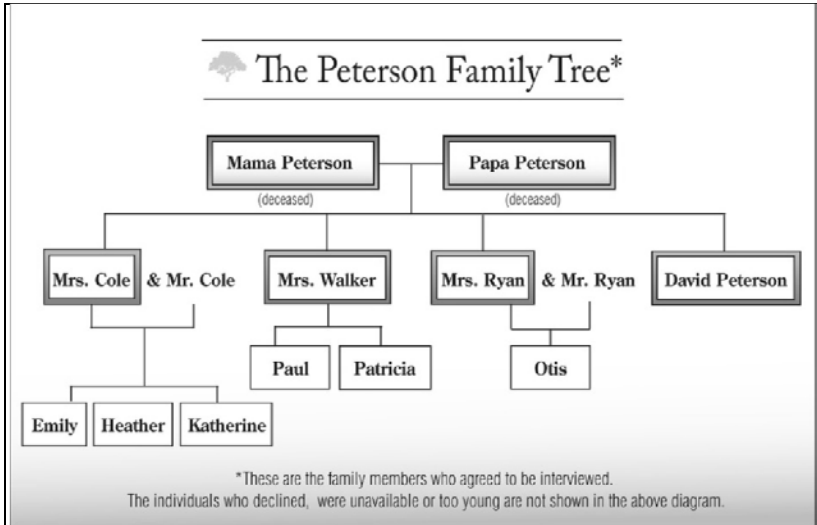 The Peterson Family Tree*
Mama Peterson
Papa Peterson
(deceased)
(deceased)
Mrs. Cole & Mr. Cole
Mrs. Walker
Mrs. Ryan & Mr. Ryan
David Peterson
Paul
Patricia
Otis
Emily
Heather
Katherine
*These are the family members who agreed to be interviewed.
The individuals who declined, were unavailable or too young are not shown in the above diagram.